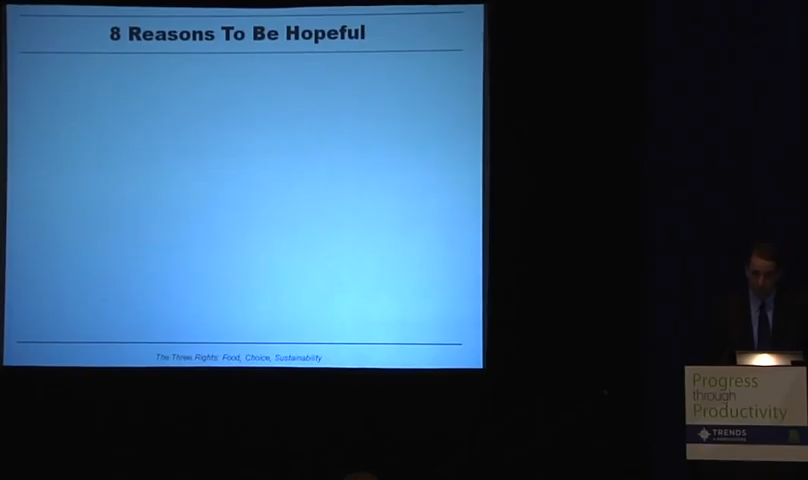 8 Reasons To Be Hopeful
The Three Rights: Food, Choice, Sustainability
Progress
through
Productivity
TRENDS